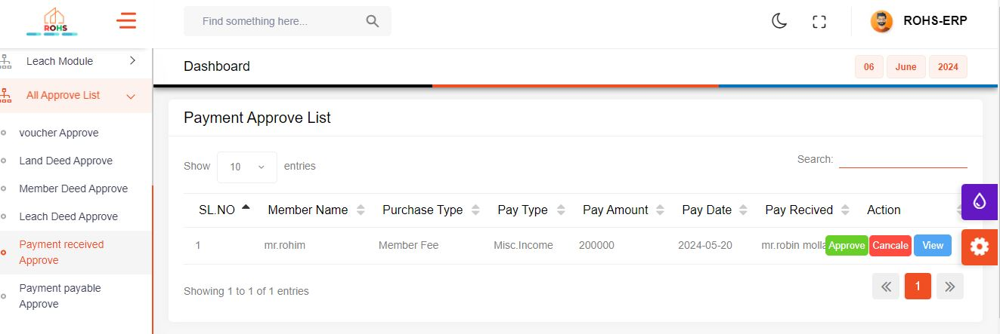 ROHS
Find something here...
ROHS-ERP
Leach Module
All Approve List
voucher Approve
Land Deed Approve
Member Deed Approve
Leach Deed Approve
Payment received
Approve
Payment payable
Approve
Dashboard
06 June 2024
Payment Approve List
Show 10 entries
Search:
SL.NO Member Name Purchase Type Pay Type Pay Amount Pay Date Pay Recived Action
1 mr.rohim Member Fee Misc.Income 200000 2024-05-20 mr.robin molla Approve Cancale View
Showing 1 to 1 of 1 entries
1